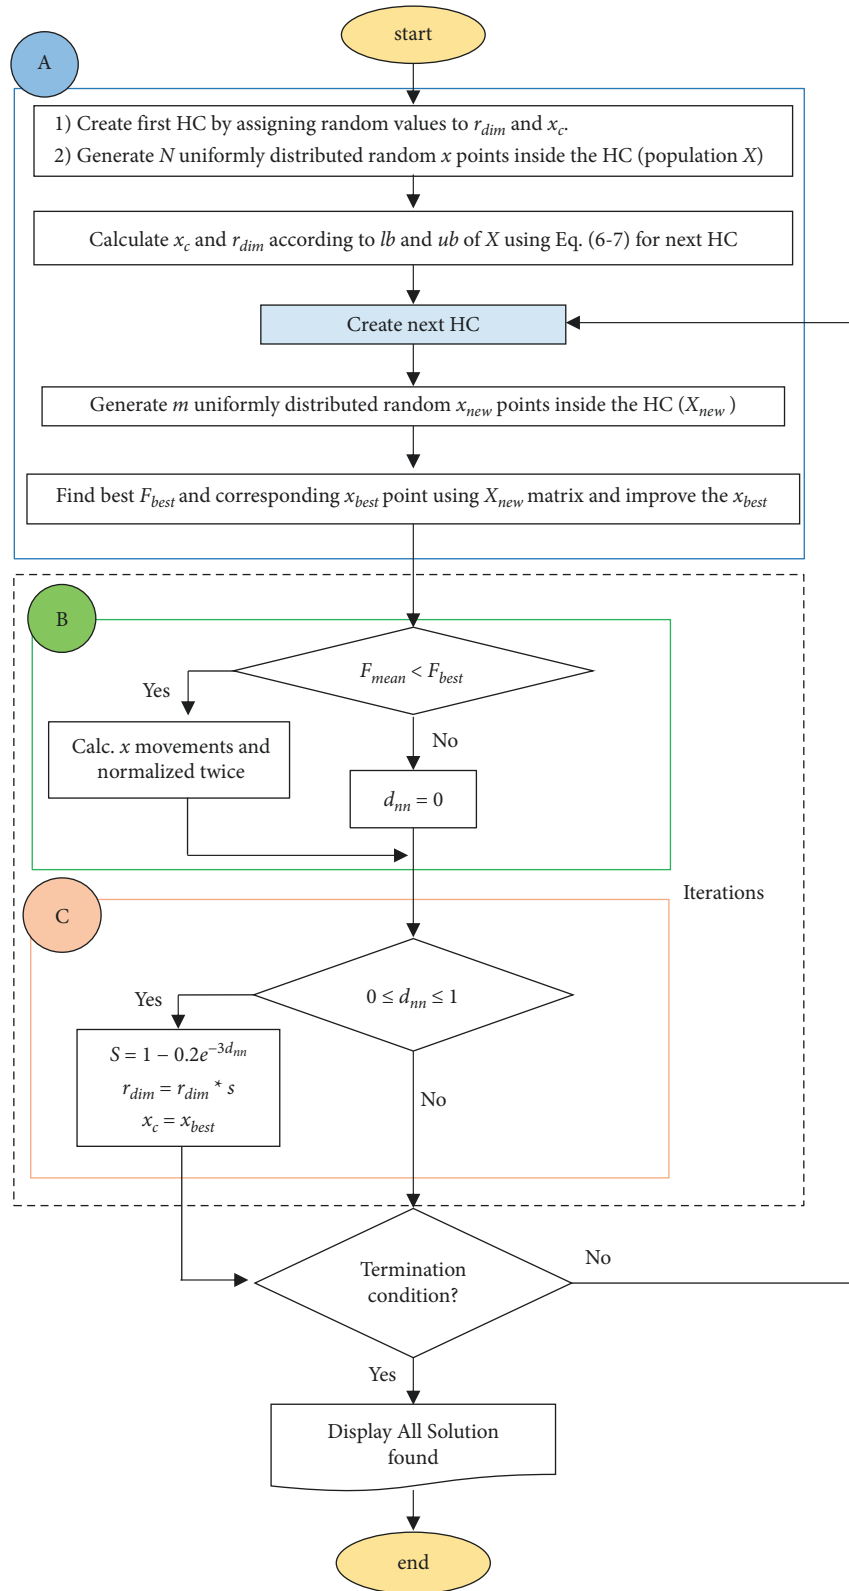 start
A
1) Create first HC by assigning random values to r_dim and x_c.
2) Generate N uniformly distributed random x points inside the HC (population X)
Calculate x_c and r_dim according to lb and ub of X using Eq. (6-7) for next HC
Create next HC
Generate m uniformly distributed random x_new points inside the HC (X_new )
Find best F_best and corresponding x_best point using X_new matrix and improve the x_best
B
F_mean < F_best
Yes
No
Calc. x movements and
normalized twice
d_nn = 0
Iterations
C
0 ≤ d_nn ≤ 1
Yes
No
S = 1 − 0.2e^−3d_nn
r_dim = r_dim * s
x_c = x_best
Termination
condition?
No
Yes
Display All Solution
found
end